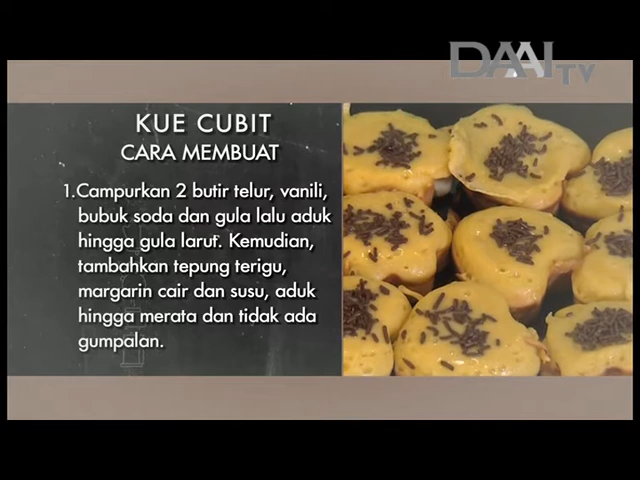 DAAI TV
KUE CUBIT
CARA MEMBUAT
1.Campurkan 2 butir telur, vanili,
bubuk soda dan gula lalu aduk
hingga gula larut. Kemudian,
tambahkan tepung terigu,
margarin cair dan susu, aduk
hingga merata dan tidak ada
gumpalan.